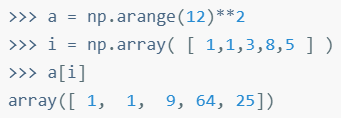 >>> a = np.arange(12)**2
>>> i = np.array( [ 1,1,3,8,5 ] )
>>> a[i]
array([ 1,  1,  9, 64, 25])